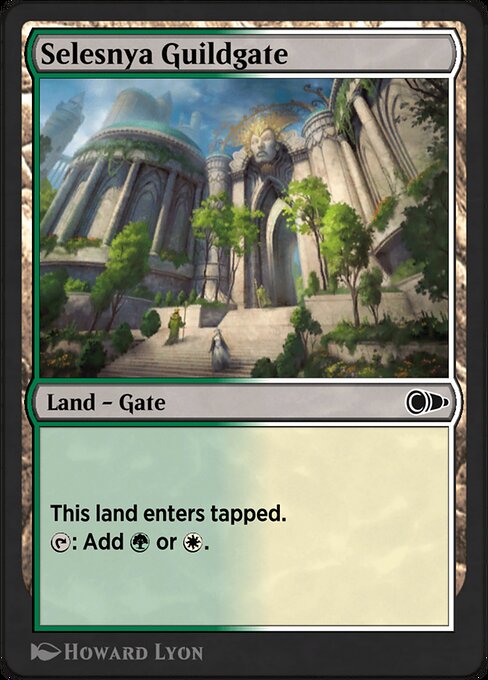 Selesnya Guildgate
Land – Gate
This land enters tapped.
: Add or .
Howard Lyon